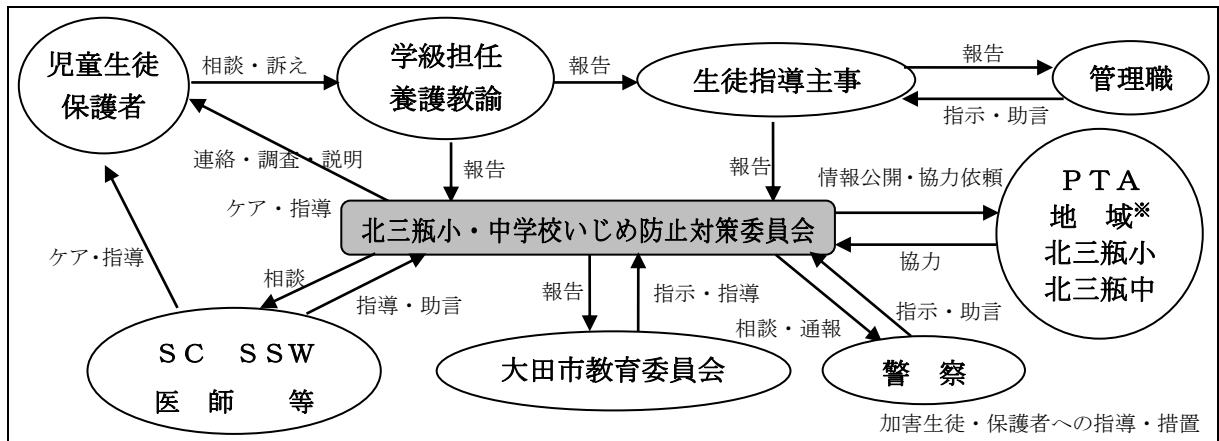 児童生徒
保護者
相談・訴え
学級担任
養護教諭
報告
生徒指導主事
報告
管理職
指示・助言
連絡・調査・説明
報告
報告
情報公開・協力依頼
ＰＴＡ
地　域※
北三瓶小
北三瓶中
ケア・指導
北三瓶小・中学校いじめ防止対策委員会
ケア・指導
相談
指導・助言
報告
指示・指導
協力
相談・通報
指示・助言
ＳＣ　ＳＳＷ
医　師　等
大田市教育委員会
警　察
加害生徒・保護者への指導・措置